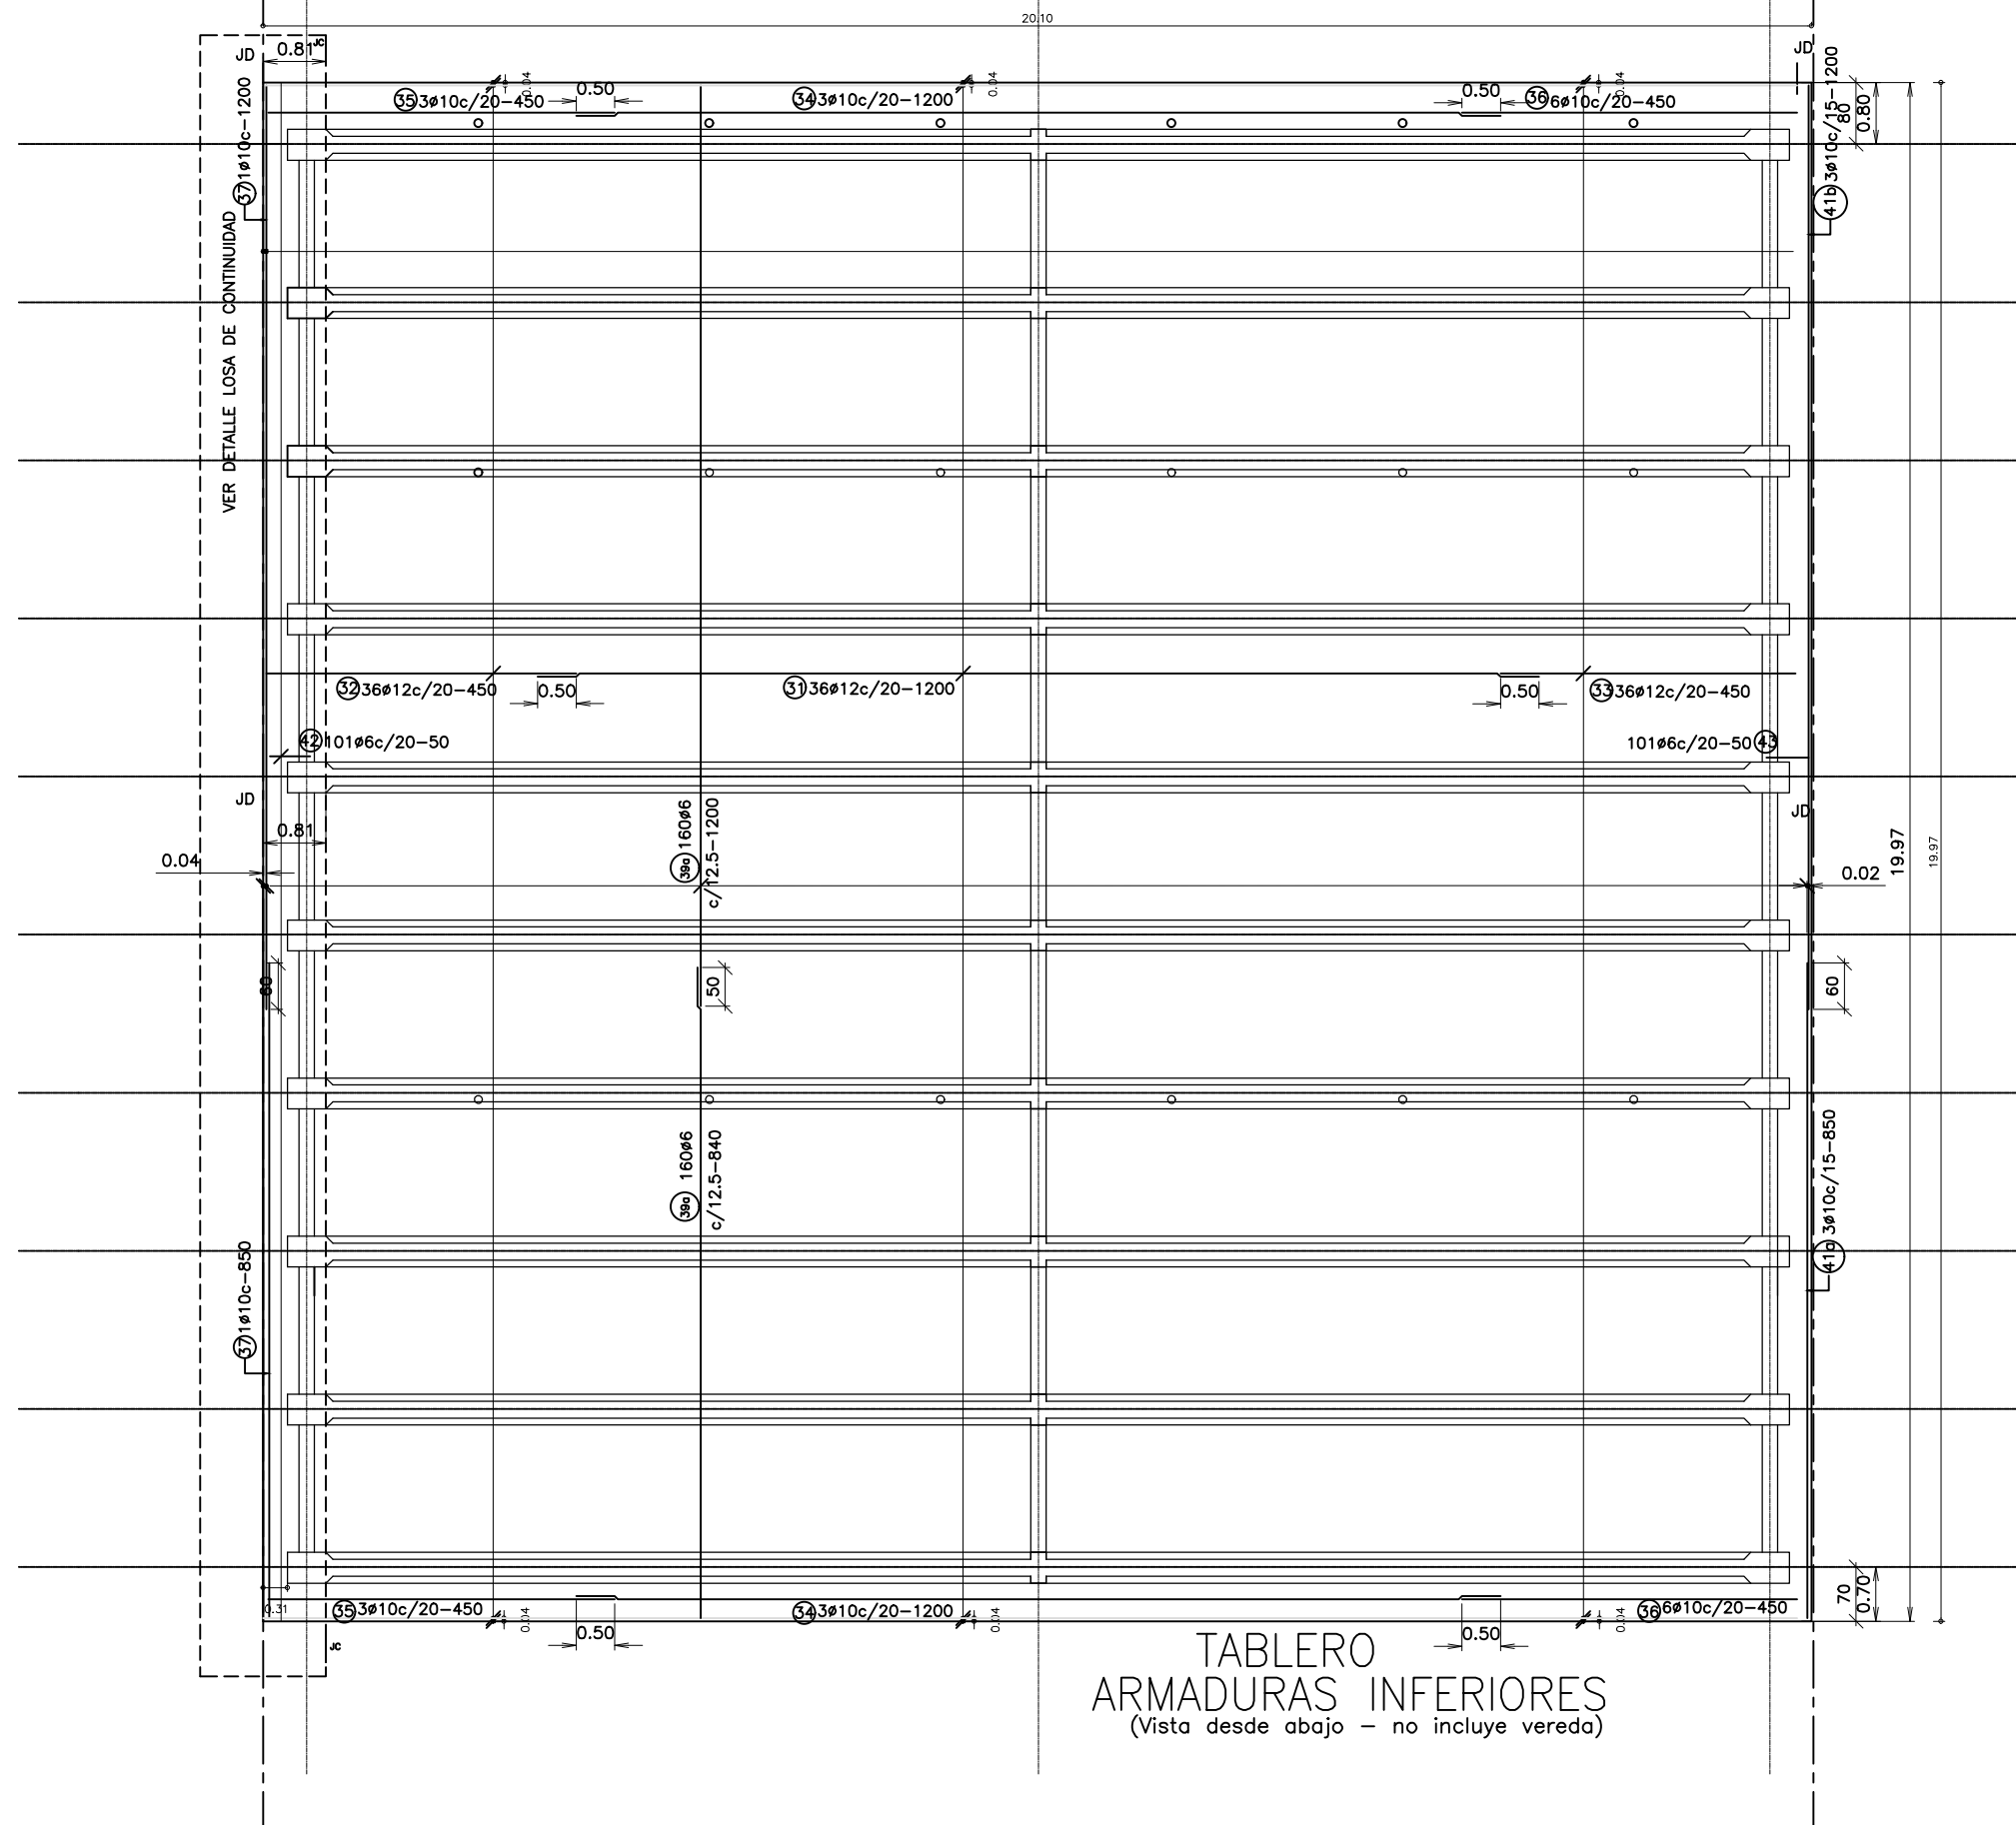 20.10
JD
0.81
JC
JD
0.04
0.04
0.04
35 3ø10c/20-450
0.50
34 3ø10c/20-1200
0.50
36 6ø10c/20-450
37 1ø10c-1200
41b 3ø10c/15-1200
80
0.80
VER DETALLE LOSA DE CONTINUIDAD
32 36ø12c/20-450
0.50
31 36ø12c/20-1200
0.50
33 36ø12c/20-450
42 101ø6c/20-50
101ø6c/20-50 43
JD
JD
0.81
0.04
39a 160ø6
c/12.5-1200
0.02
19.97
19.97
60
50
60
39a 160ø6
c/12.5-840
41a 3ø10c/15-850
37 1ø10c-850
0.31
35 3ø10c/20-450
0.04
0.50
34 3ø10c/20-1200
0.04
0.50
0.04
36 6ø10c/20-450
70
0.70
JC
TABLERO
ARMADURAS INFERIORES
(Vista desde abajo – no incluye vereda)